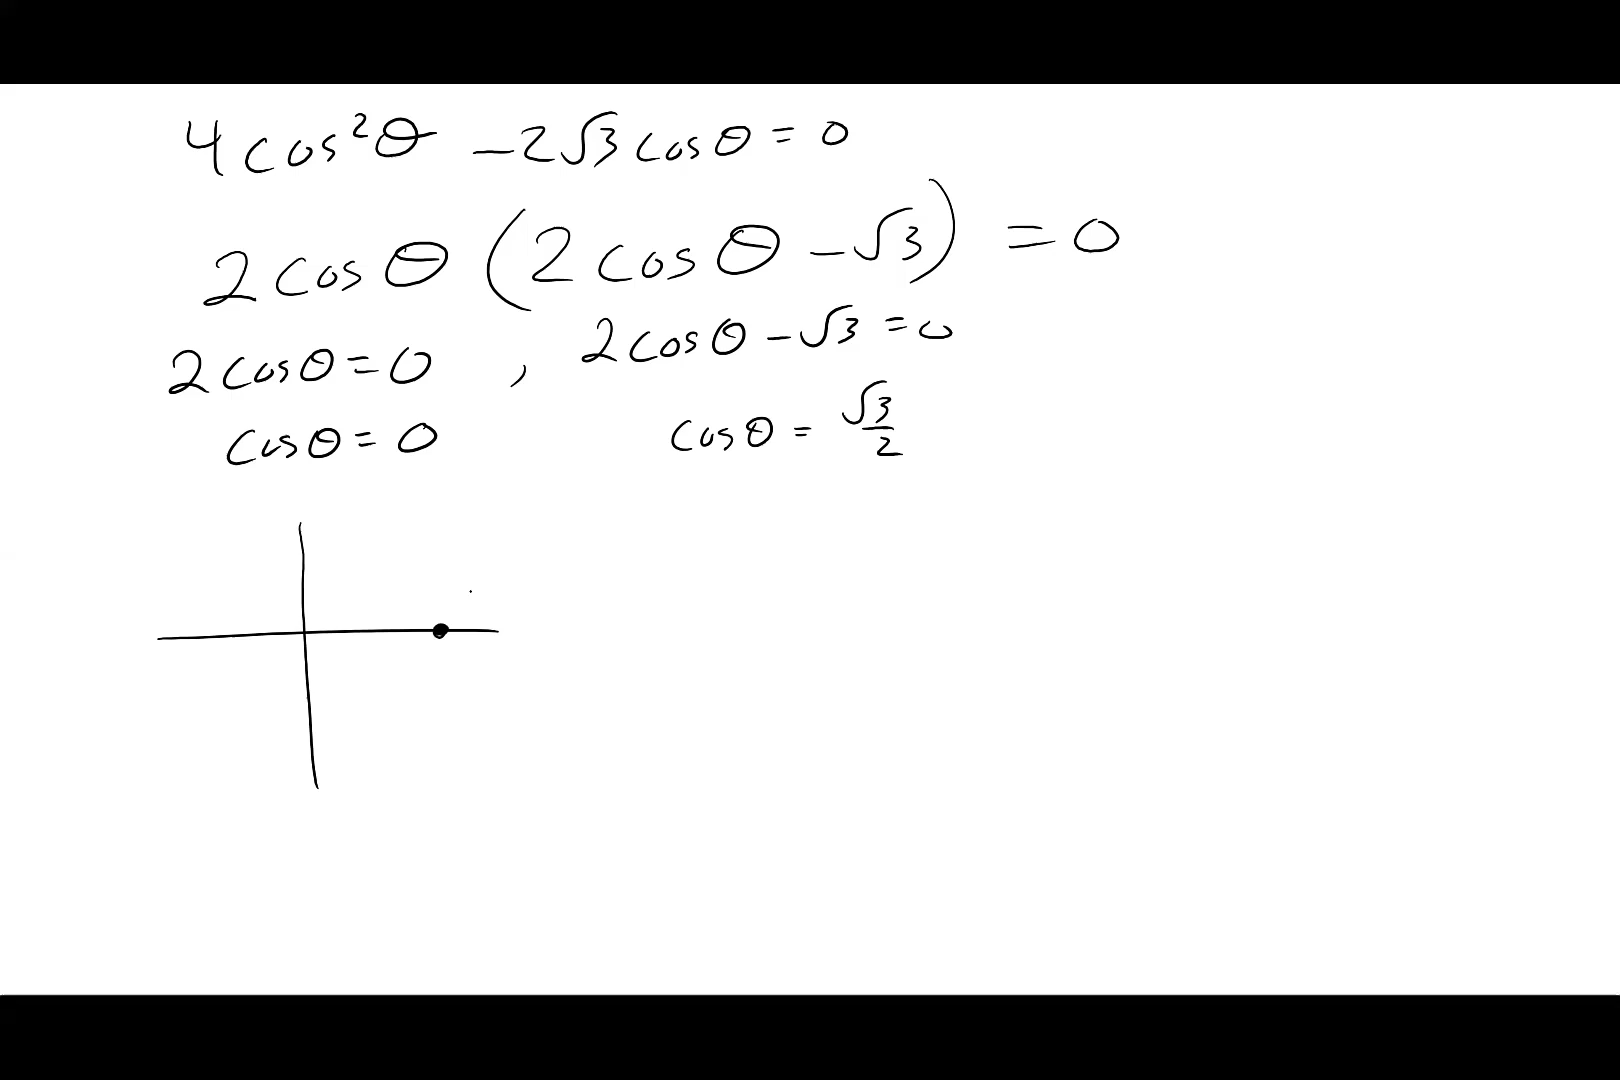 4cos²θ - 2√3 cosθ = 0
2cosθ (2cosθ - √3) = 0
2cosθ = 0 , 2cosθ - √3 = 0
cosθ = 0 cosθ = √3/2